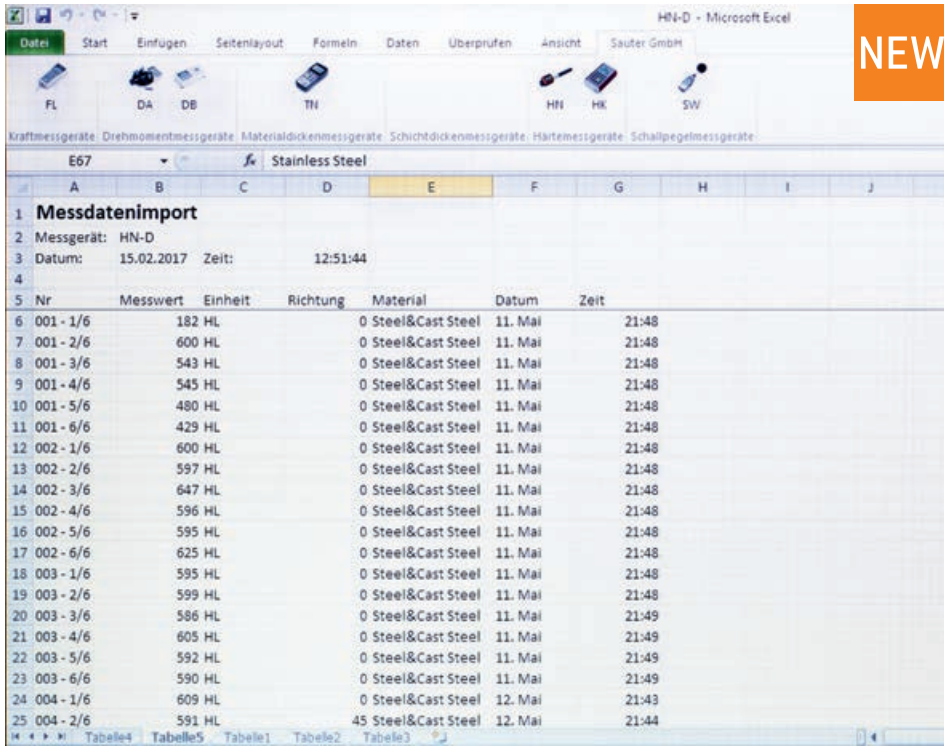 HN-D - Microsoft Excel
NEW
Datei Start Einfügen Seitenlayout Formeln Daten Überprüfen Ansicht Sauter GmbH
FL DA DB TN HN HK SW
Kraftmessgeräte Drehmomentmessgeräte Materialdickenmessgeräte Schichtdickenmessgeräte Härtemessgeräte Schallpegelmessgeräte
E67 fx Stainless Steel
A B C D E F G H I J
1 Messdatenimport
2 Messgerät: HN-D
3 Datum: 15.02.2017 Zeit: 12:51:44
4
5 Nr Messwert Einheit Richtung Material Datum Zeit
6 001 - 1/6 182 HL 0 Steel&Cast Steel 11. Mai 21:48
7 001 - 2/6 600 HL 0 Steel&Cast Steel 11. Mai 21:48
8 001 - 3/6 543 HL 0 Steel&Cast Steel 11. Mai 21:48
9 001 - 4/6 545 HL 0 Steel&Cast Steel 11. Mai 21:48
10 001 - 5/6 480 HL 0 Steel&Cast Steel 11. Mai 21:48
11 001 - 6/6 429 HL 0 Steel&Cast Steel 11. Mai 21:48
12 002 - 1/6 600 HL 0 Steel&Cast Steel 11. Mai 21:48
13 002 - 2/6 597 HL 0 Steel&Cast Steel 11. Mai 21:48
14 002 - 3/6 647 HL 0 Steel&Cast Steel 11. Mai 21:48
15 002 - 4/6 596 HL 0 Steel&Cast Steel 11. Mai 21:48
16 002 - 5/6 595 HL 0 Steel&Cast Steel 11. Mai 21:48
17 002 - 6/6 625 HL 0 Steel&Cast Steel 11. Mai 21:48
18 003 - 1/6 595 HL 0 Steel&Cast Steel 11. Mai 21:48
19 003 - 2/6 599 HL 0 Steel&Cast Steel 11. Mai 21:48
20 003 - 3/6 586 HL 0 Steel&Cast Steel 11. Mai 21:49
21 003 - 4/6 605 HL 0 Steel&Cast Steel 11. Mai 21:49
22 003 - 5/6 592 HL 0 Steel&Cast Steel 11. Mai 21:49
23 003 - 6/6 590 HL 0 Steel&Cast Steel 11. Mai 21:49
24 004 - 1/6 609 HL 0 Steel&Cast Steel 12. Mai 21:43
25 004 - 2/6 591 HL 45 Steel&Cast Steel 12. Mai 21:44
Tabelle4 Tabelle5 Tabelle1 Tabelle2 Tabelle3